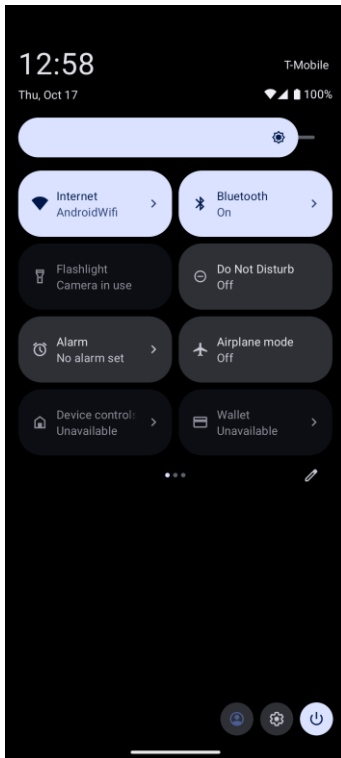 12:58
T-Mobile
Thu, Oct 17
100%
Internet
AndroidWifi
Bluetooth
On
Flashlight
Camera in use
Do Not Disturb
Off
Alarm
No alarm set
Airplane mode
Off
Device control
Unavailable
Wallet
Unavailable